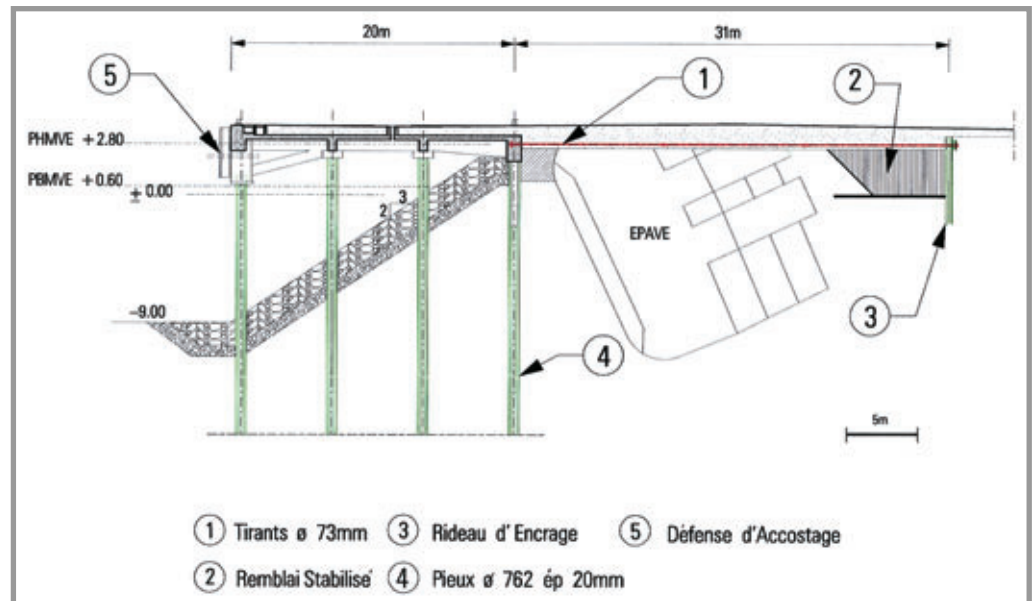 20m 31m
5 1 2
PHMVE +2.80
PBMVE +0.60
± 0.00
3
2
EPAVE
-9.00
3
4
5m
1 Tirants ø 73mm 3 Rideau d'Encrage 5 Défense d'Accostage
2 Remblai Stabilisé 4 Pieux ø 762 ép 20mm